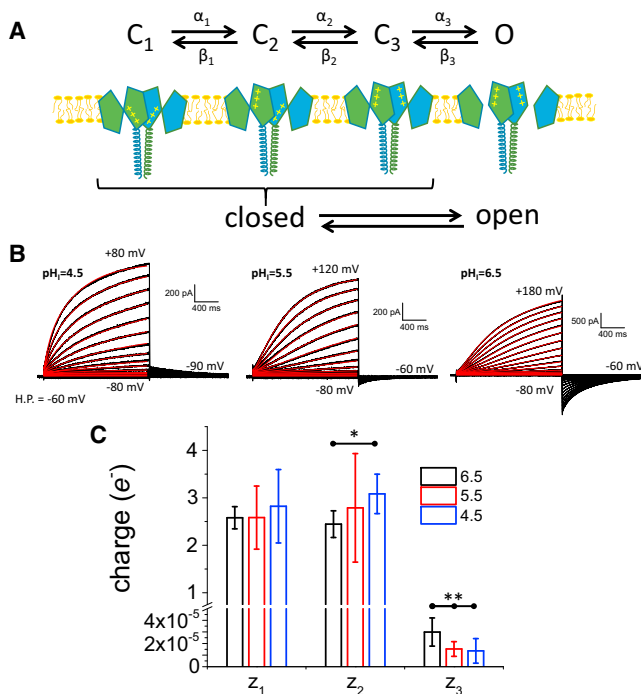 A
α1 α2 α3
C1 C2 C3 O
β1 β2 β3
closed open
B
pHI=4.5 +80 mV
200 pA
400 ms
-90 mV
-80 mV
H.P. = -60 mV
+120 mV
pHI=5.5
200 pA
400 ms
-60 mV
-80 mV
+180 mV
pHI=6.5
500 pA
400 ms
-60 mV
-80 mV
C
charge (e-)
4
3
2
1
4x10-5
2x10-5
0
*
**
6.5
5.5
4.5
z1 z2 z3